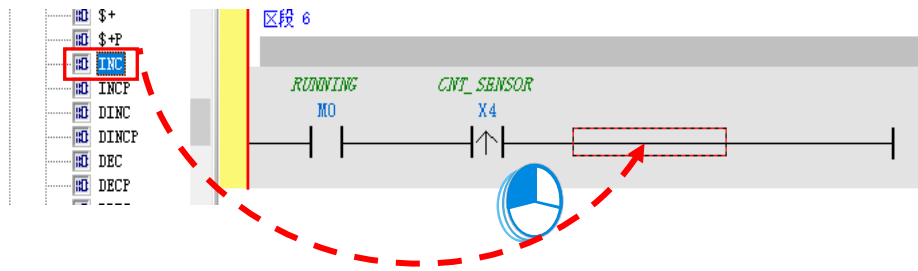 $+
$+P
INC
INCP
DINC
DINCP
DEC
DECP
区段 6
RUNNING
CNT_SENSOR
M0
X4